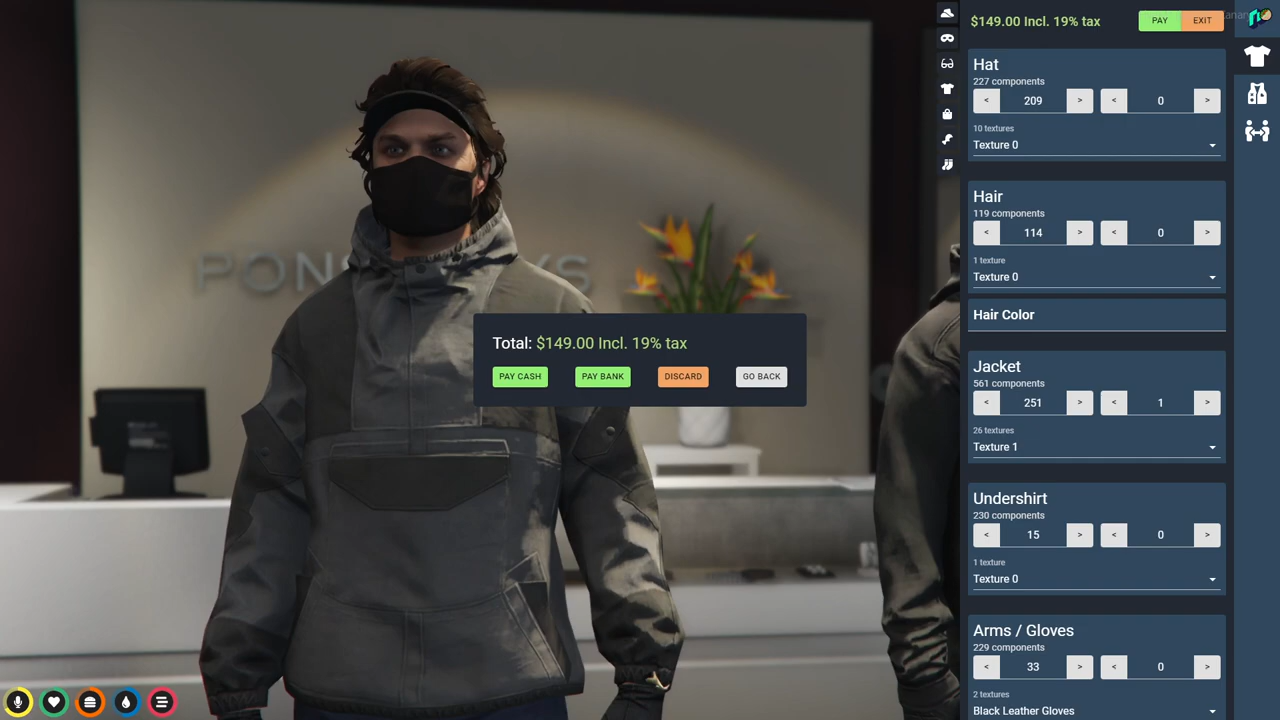 $149.00 Incl. 19% tax
PAY
EXIT
Hat
227 components
< 209 > < 0 >
10 textures
Texture 0
Hair
119 components
< 114 > < 0 >
1 texture
Texture 0
Hair Color
Jacket
561 components
< 251 > < 1 >
26 textures
Texture 1
Undershirt
230 components
< 15 > < 0 >
1 texture
Texture 0
Arms / Gloves
229 components
< 33 > < 0 >
2 textures
Black Leather Gloves
Total: $149.00 Incl. 19% tax
PAY CASH
PAY BANK
DISCARD
GO BACK